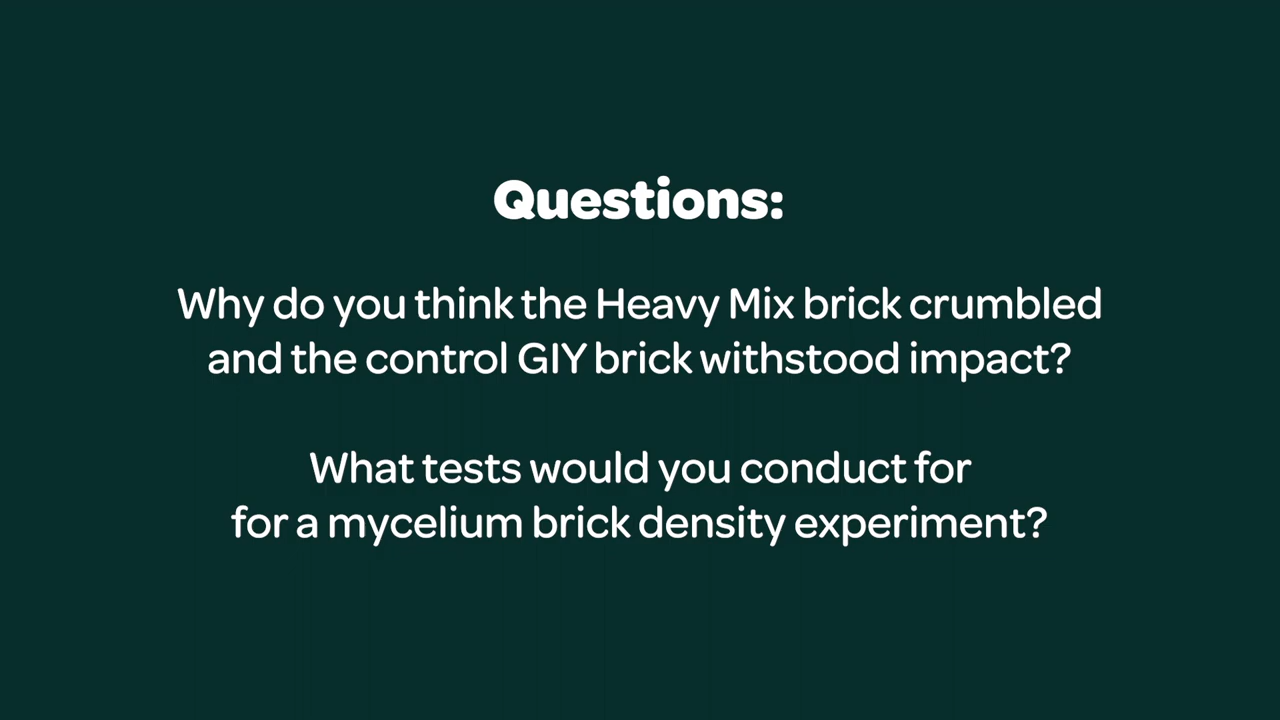 Questions:
Why do you think the Heavy Mix brick crumbled
and the control GIY brick withstood impact?
What tests would you conduct for
for a mycelium brick density experiment?